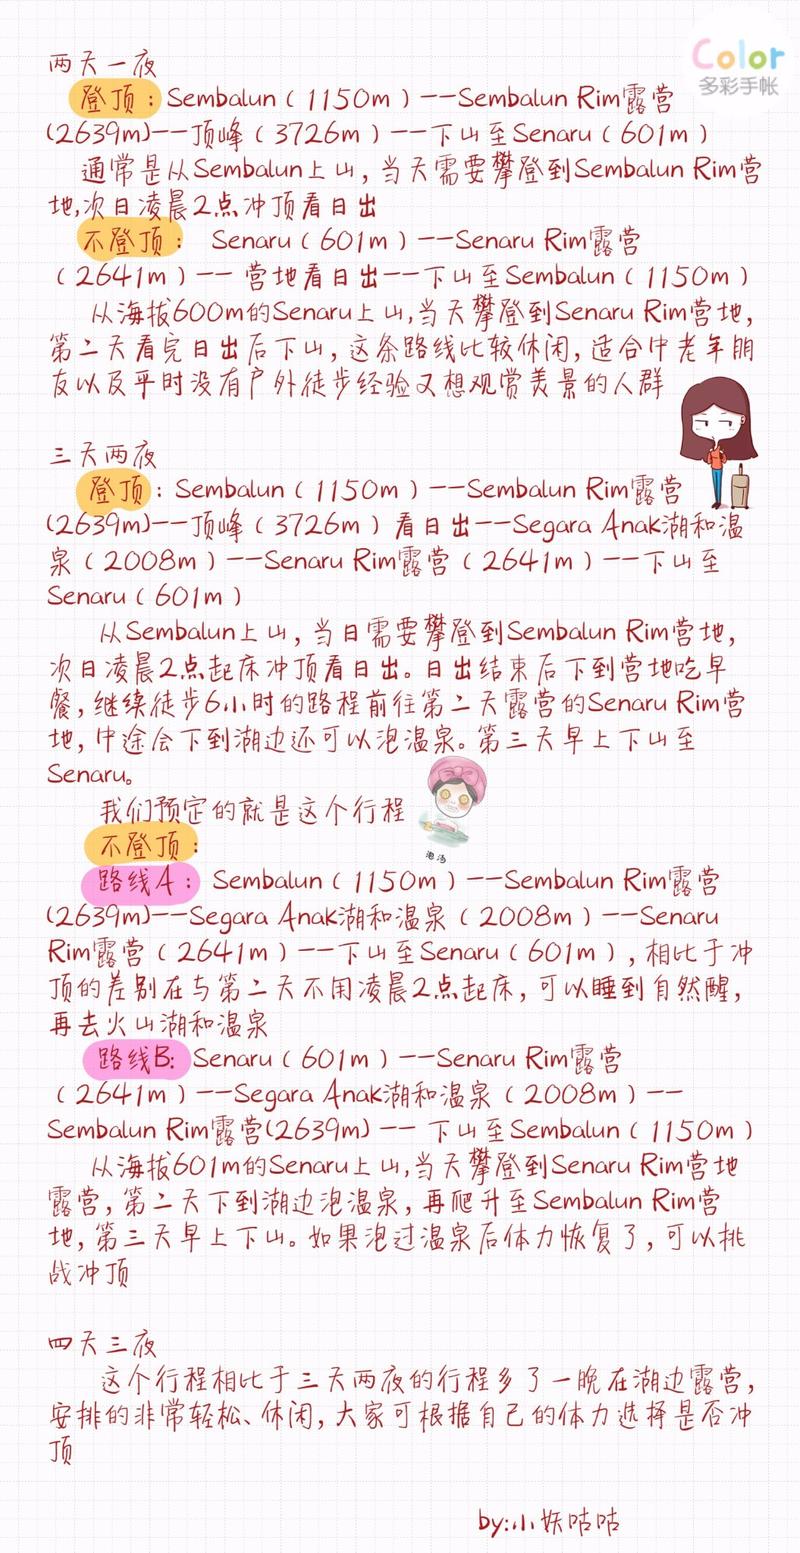 Color
多彩手帐
两天一夜
登顶：Sembalun（1150m）--Sembalun Rim露营
(2639m)--顶峰（3726m）--下山至Senaru（601m）
通常是从Sembalun上山，当天需要攀登到Sembalun Rim营
地,次日凌晨2点冲顶看日出
不登顶： Senaru（601m）--Senaru Rim露营
（2641m）-- 营地看日出--下山至Sembalun（1150m）
从海拔600m的Senaru上山,当天攀登到Senaru Rim营地，
第二天看完日出后下山，这条路线比较休闲，适合中老年朋
友以及平时没有户外徒步经验又想观赏美景的人群
三天两夜
登顶：Sembalun（1150m）--Sembalun Rim露营
(2639m)--顶峰（3726m）看日出--Segara Anak湖和温
泉（2008m）--Senaru Rim露营（2641m）--下山至
Senaru（601m）
从Sembalun上山，当日需要攀登到Sembalun Rim营地，
次日凌晨2点起床冲顶看日出。日出结束后下到营地吃早
餐，继续徒步6小时的路程前往第二天露营的Senaru Rim营
地，中途会下到湖边还可以泡温泉。第三天早上下山至
Senaru。
我们预定的就是这个行程
泡汤
不登顶：
路线A：Sembalun（1150m）--Sembalun Rim露营
(2639m)--Segara Anak湖和温泉（2008m）--Senaru
Rim露营（2641m）--下山至Senaru（601m），相比于冲
顶的差别在与第二天不用凌晨2点起床，可以睡到自然醒，
再去火山湖和温泉
路线B: Senaru（601m）--Senaru Rim露营
（2641m）--Segara Anak湖和温泉（2008m）--
Sembalun Rim露营(2639m)-- 下山至Sembalun（1150m）
从海拔601m的Senaru上山,当天攀登到Senaru Rim营地
露营，第二天下到湖边泡温泉，再爬升至Sembalun Rim营
地，第三天早上下山。如果泡过温泉后体力恢复了，可以挑
战冲顶
四天三夜
这个行程相比于三天两夜的行程多了一晚在湖边露营，
安排的非常轻松、休闲，大家可根据自己的体力选择是否冲
顶
by:小妖咕咕